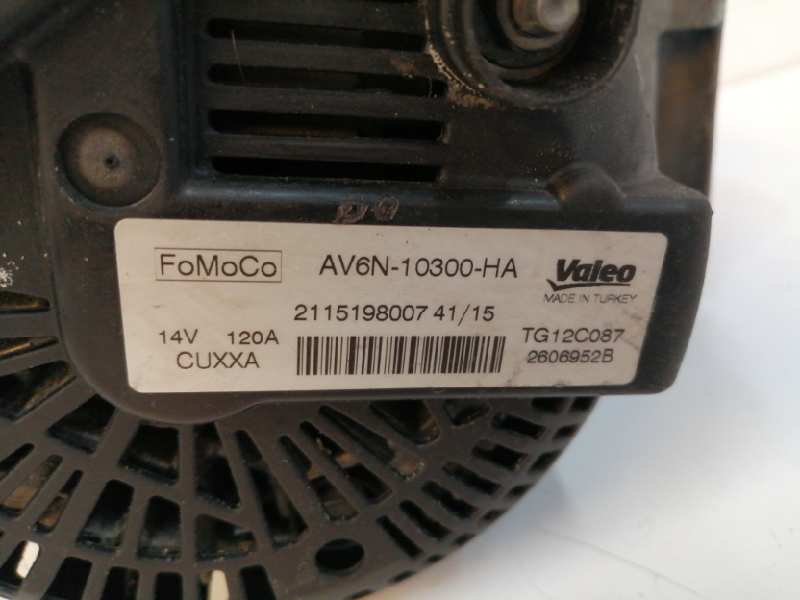 FoMoCo AV6N-10300-HA Valeo
MADE IN TURKEY
2115198007 41/15
14V 120A TG12C087
CUXXA 2606952B